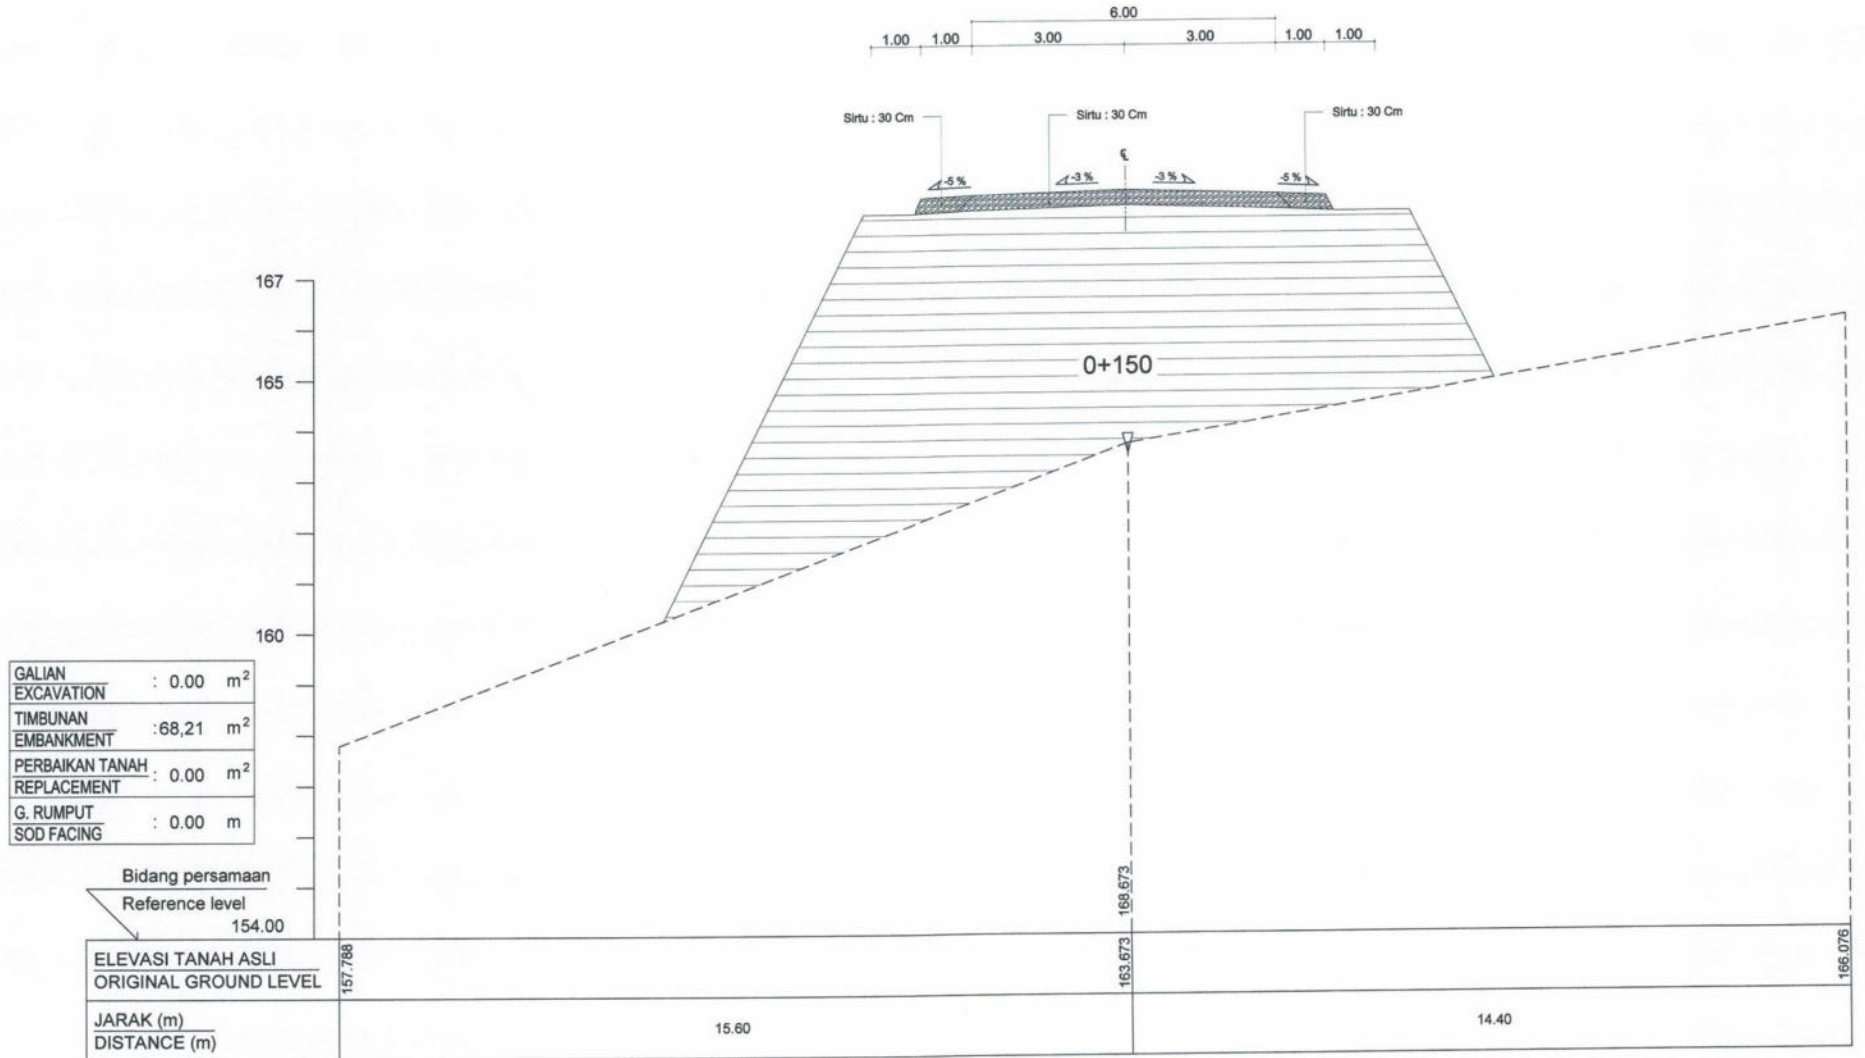 6.00
1.00 1.00 3.00 3.00 1.00 1.00
Sirtu : 30 Cm Sirtu : 30 Cm Sirtu : 30 Cm
℄
-5 % -3 % -3 % -5 %
167
165
0+150
160
GALIAN
EXCAVATION : 0.00 m²
TIMBUNAN
EMBANKMENT :68,21 m²
PERBAIKAN TANAH
REPLACEMENT : 0.00 m²
G. RUMPUT
SOD FACING : 0.00 m
Bidang persamaan
Reference level
154.00
168.673
ELEVASI TANAH ASLI
ORIGINAL GROUND LEVEL
157.788 163.673 166.076
JARAK (m)
DISTANCE (m)
15.60 14.40